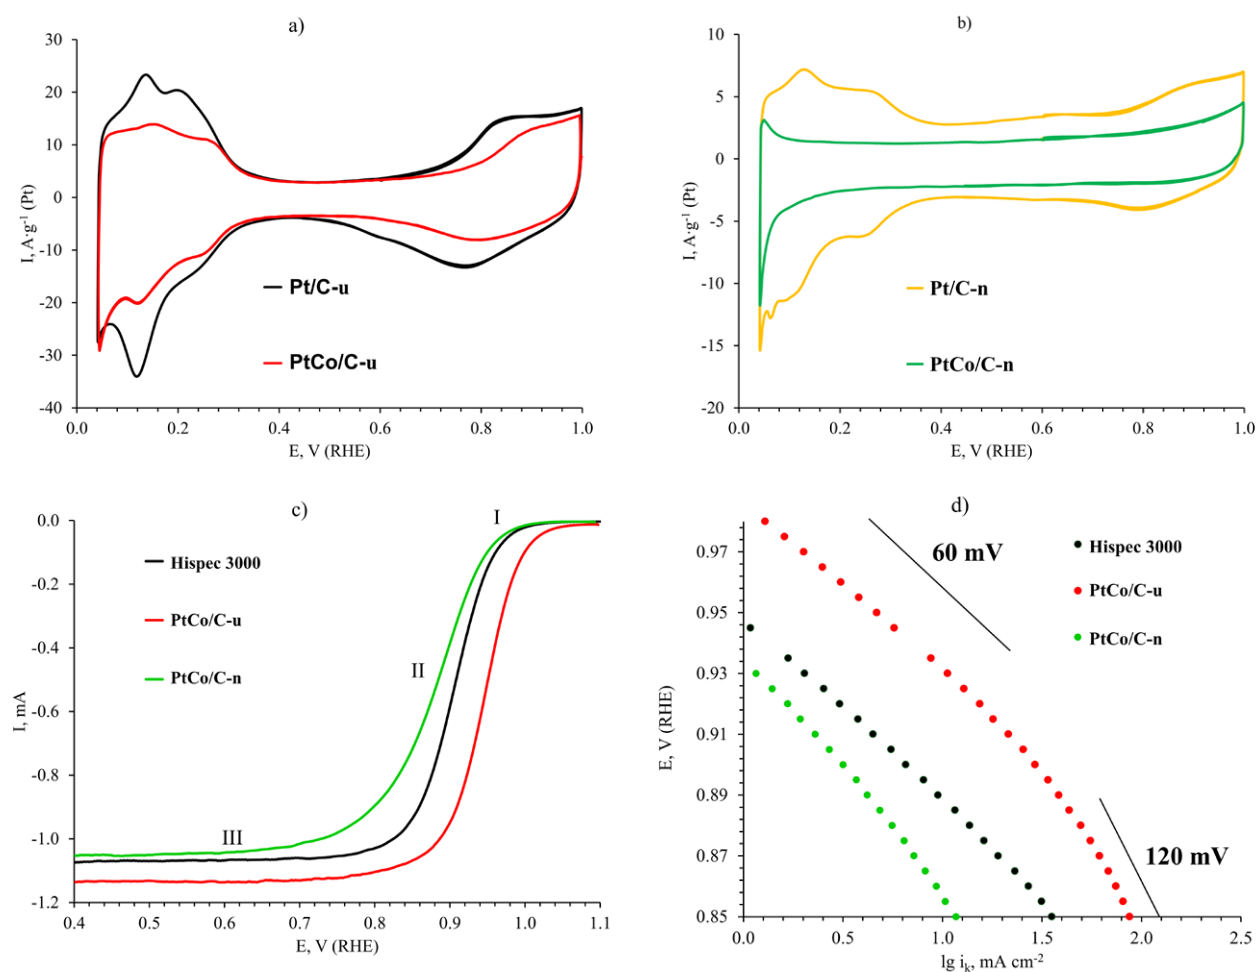 a)
30
20
10
0
-10
-20
-30
-40
I, A·g⁻¹ (Pt)
0.0 0.2 0.4 0.6 0.8 1.0
E, V (RHE)
Pt/C-u
PtCo/C-u
b)
10
5
0
-5
-10
-15
-20
I, A·g⁻¹ (Pt)
0.0 0.2 0.4 0.6 0.8 1.0
E, V (RHE)
Pt/C-n
PtCo/C-n
c)
0.0
-0.2
-0.4
-0.6
-0.8
-1.0
-1.2
I, mA
0.4 0.5 0.6 0.7 0.8 0.9 1.0 1.1
E, V (RHE)
Hispec 3000
PtCo/C-u
PtCo/C-n
I
II
III
d)
0.97
0.95
0.93
0.91
0.89
0.87
0.85
E, V (RHE)
0.0 0.5 1.0 1.5 2.0 2.5
lg iₖ, mA cm⁻²
60 mV
120 mV
Hispec 3000
PtCo/C-u
PtCo/C-n